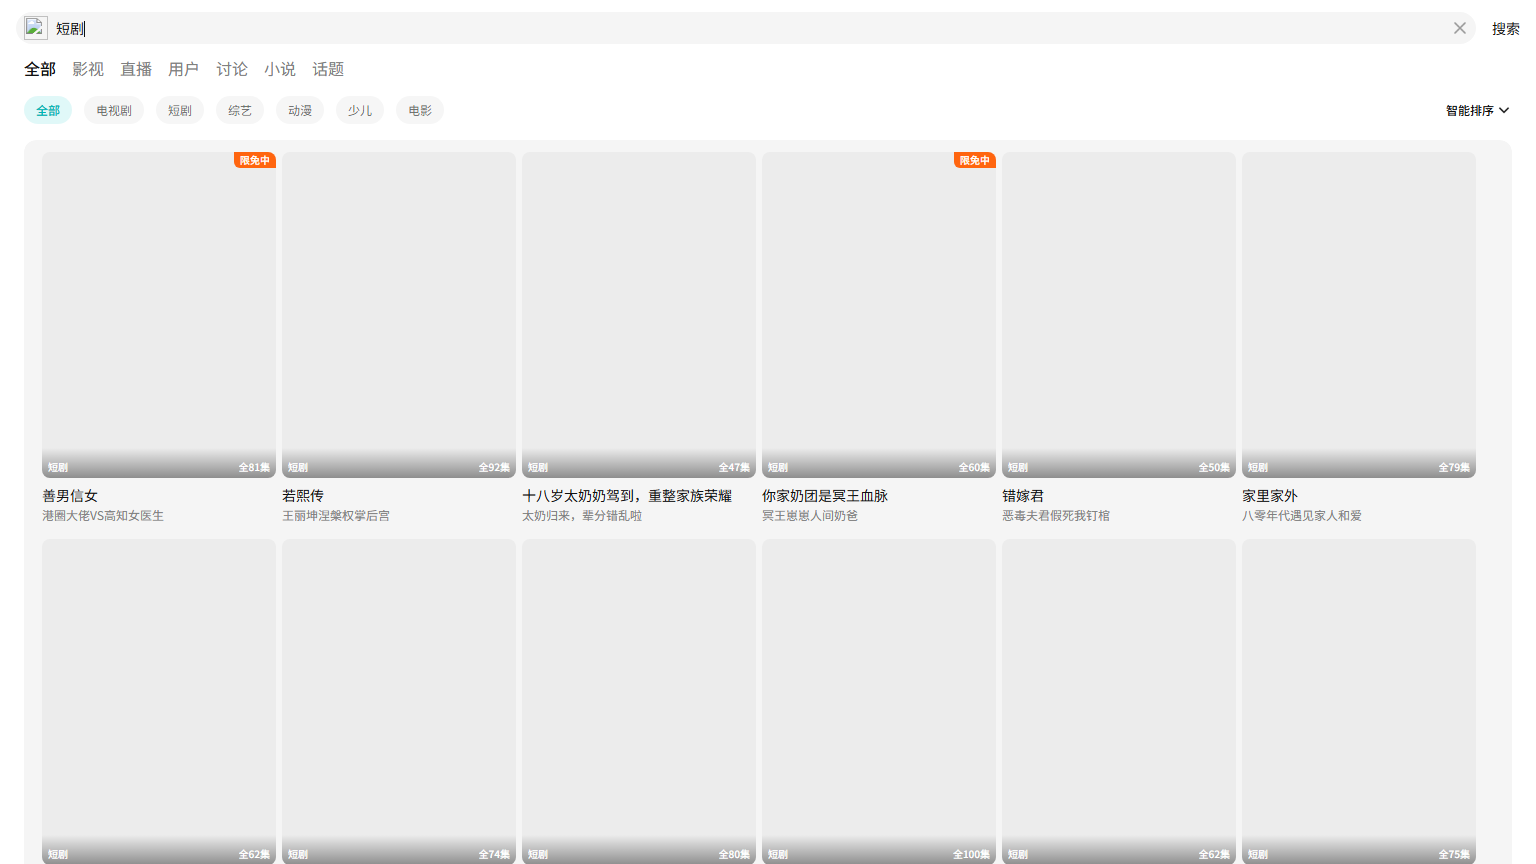 短剧
搜索
全部 影视 直播 用户 讨论 小说 话题
全部 电视剧 短剧 综艺 动漫 少儿 电影
智能排序
限免中 限免中
短剧 全81集 短剧 全92集 短剧 全47集 短剧 全60集 短剧 全50集 短剧 全79集
善男信女 若熙传 十八岁太奶奶驾到，重整家族荣耀 你家奶团是冥王血脉 错嫁君 家里家外
港圈大佬VS高知女医生 王丽坤涅槃权掌后宫 太奶归来，辈分错乱啦 冥王崽崽人间奶爸 恶毒夫君假死我钉棺 八零年代遇见家人和爱
短剧 全62集 短剧 全74集 短剧 全80集 短剧 全100集 短剧 全62集 短剧 全75集